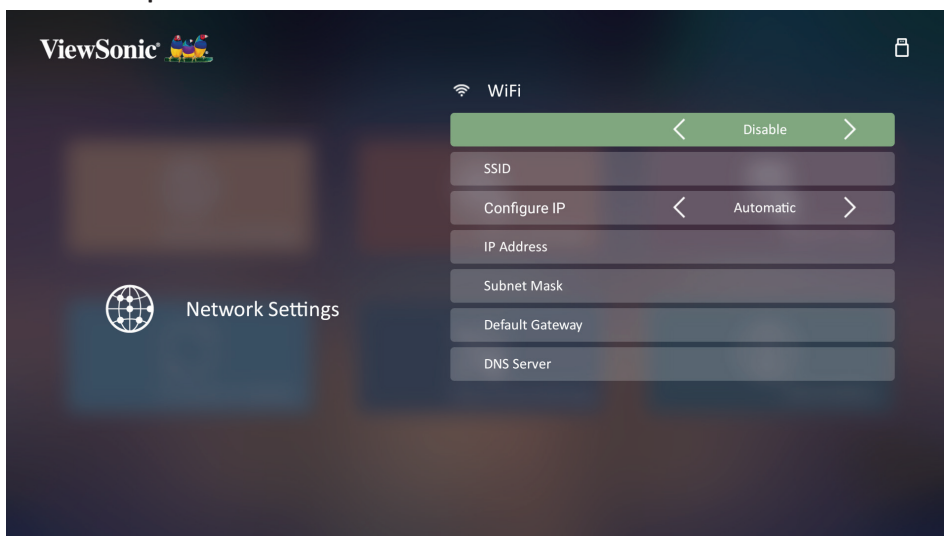 ViewSonic®
WiFi
Disable
SSID
Configure IP Automatic
IP Address
Subnet Mask
Network Settings
Default Gateway
DNS Server